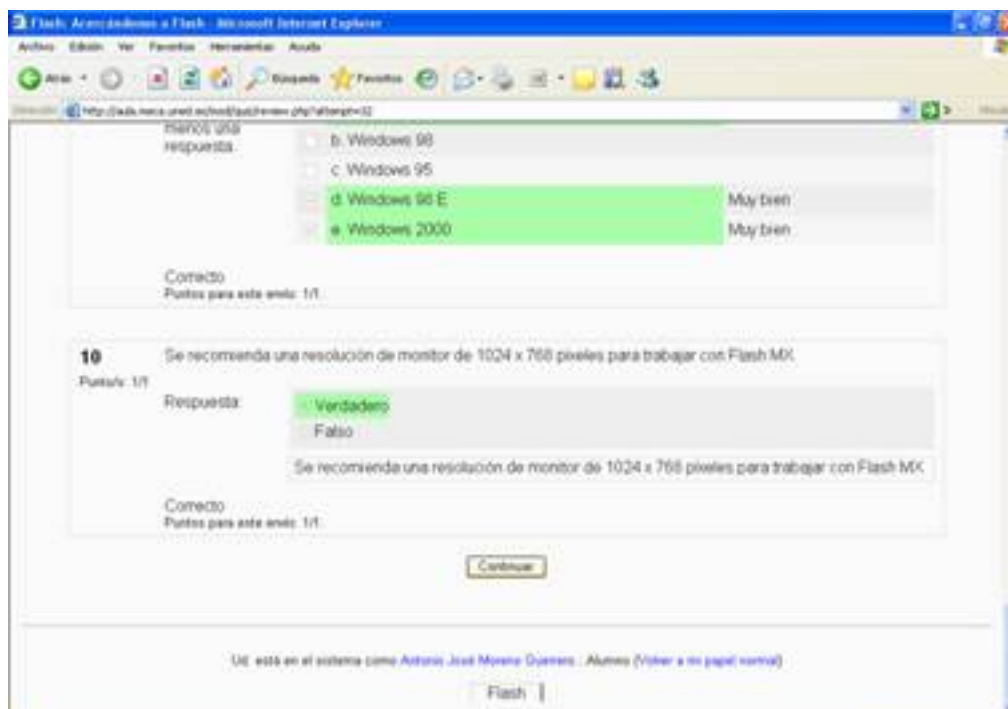 Flash: Acercándonos a Flash - Microsoft Internet Explorer
Archivo Edición Ver Favoritos Herramientas Ayuda
Atrás Búsqueda Favoritos
menos una
respuesta.
b. Windows 98
c. Windows 95
d. Windows 98 E Muy bien
e. Windows 2000 Muy bien
Correcto
Puntos para este envío: 1/1.
10 Se recomienda una resolución de monitor de 1024 x 768 píxeles para trabajar con Flash MX.
Punto/s: 1/1
Respuesta: Verdadero
Falso
Se recomienda una resolución de monitor de 1024 x 768 píxeles para trabajar con Flash MX.
Correcto
Puntos para este envío: 1/1.
Continuar
Ud. está en el sistema como Antonio José Moreno Guerrero : Alumno (Volver a mi papel normal)
Flash